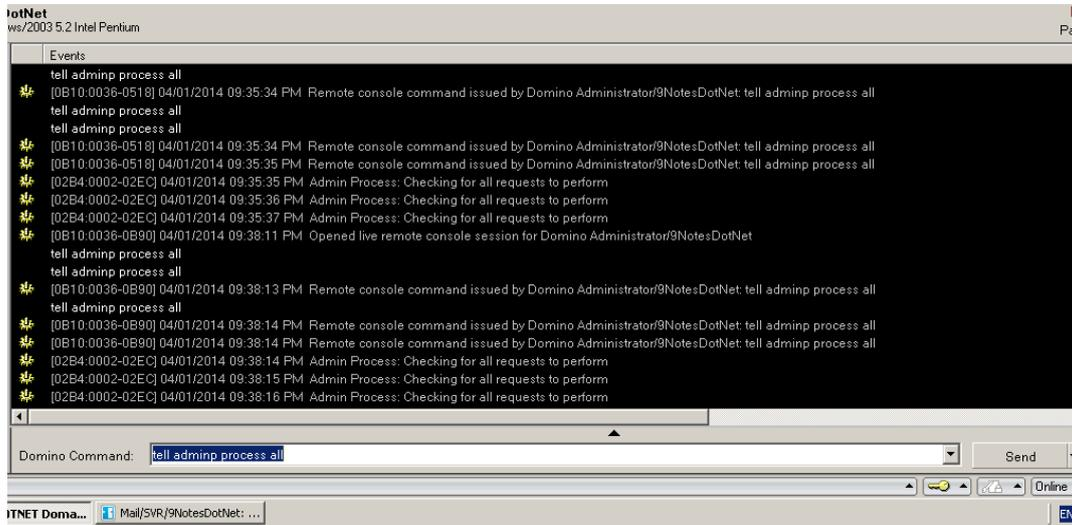 DotNet
ws/2003 5.2 Intel Pentium
Events
tell adminp process all
[0B10:0036-0518] 04/01/2014 09:35:34 PM Remote console command issued by Domino Administrator/9NotesDotNet: tell adminp process all
tell adminp process all
tell adminp process all
[0B10:0036-0518] 04/01/2014 09:35:34 PM Remote console command issued by Domino Administrator/9NotesDotNet: tell adminp process all
[0B10:0036-0518] 04/01/2014 09:35:35 PM Remote console command issued by Domino Administrator/9NotesDotNet: tell adminp process all
[02B4:0002-02EC] 04/01/2014 09:35:35 PM Admin Process: Checking for all requests to perform
[02B4:0002-02EC] 04/01/2014 09:35:36 PM Admin Process: Checking for all requests to perform
[02B4:0002-02EC] 04/01/2014 09:35:37 PM Admin Process: Checking for all requests to perform
[0B10:0036-0B90] 04/01/2014 09:38:11 PM Opened live remote console session for Domino Administrator/9NotesDotNet
tell adminp process all
tell adminp process all
[0B10:0036-0B90] 04/01/2014 09:38:13 PM Remote console command issued by Domino Administrator/9NotesDotNet: tell adminp process all
tell adminp process all
[0B10:0036-0B90] 04/01/2014 09:38:14 PM Remote console command issued by Domino Administrator/9NotesDotNet: tell adminp process all
[0B10:0036-0B90] 04/01/2014 09:38:14 PM Remote console command issued by Domino Administrator/9NotesDotNet: tell adminp process all
[02B4:0002-02EC] 04/01/2014 09:38:14 PM Admin Process: Checking for all requests to perform
[02B4:0002-02EC] 04/01/2014 09:38:15 PM Admin Process: Checking for all requests to perform
[02B4:0002-02EC] 04/01/2014 09:38:16 PM Admin Process: Checking for all requests to perform
Domino Command: tell adminp process all Send
Online
OTNET Doma... Mail/SVR/9NotesDotNet: ... EN